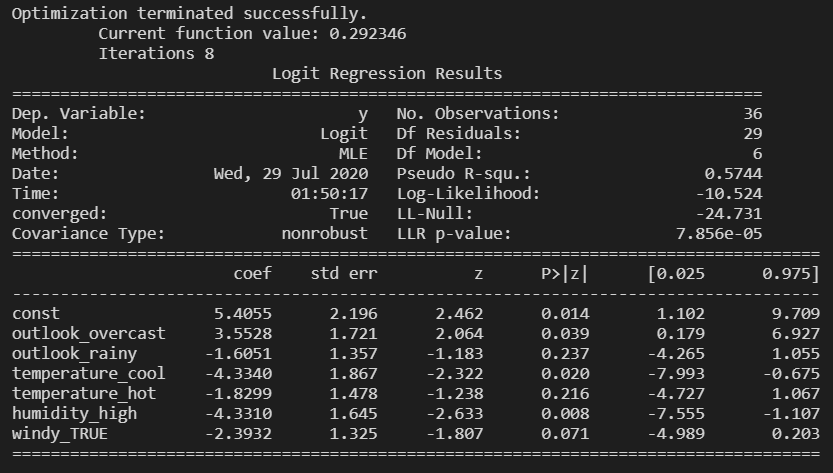 Optimization terminated successfully.
         Current function value: 0.292346
         Iterations 8
                           Logit Regression Results
==============================================================================
Dep. Variable:                      y   No. Observations:                   36
Model:                          Logit   Df Residuals:                       29
Method:                           MLE   Df Model:                            6
Date:                Wed, 29 Jul 2020   Pseudo R-squ.:                  0.5744
Time:                        01:50:17   Log-Likelihood:                -10.524
converged:                       True   LL-Null:                       -24.731
Covariance Type:            nonrobust   LLR p-value:                 7.856e-05
====================================================================================
                       coef    std err          z      P>|z|      [0.025      0.975]
------------------------------------------------------------------------------------
const                5.4055      2.196      2.462      0.014       1.102       9.709
outlook_overcast     3.5528      1.721      2.064      0.039       0.179       6.927
outlook_rainy       -1.6051      1.357     -1.183      0.237      -4.265       1.055
temperature_cool    -4.3340      1.867     -2.322      0.020      -7.993      -0.675
temperature_hot     -1.8299      1.478     -1.238      0.216      -4.727       1.067
humidity_high       -4.3310      1.645     -2.633      0.008      -7.555      -1.107
windy_TRUE          -2.3932      1.325     -1.807      0.071      -4.989       0.203
====================================================================================